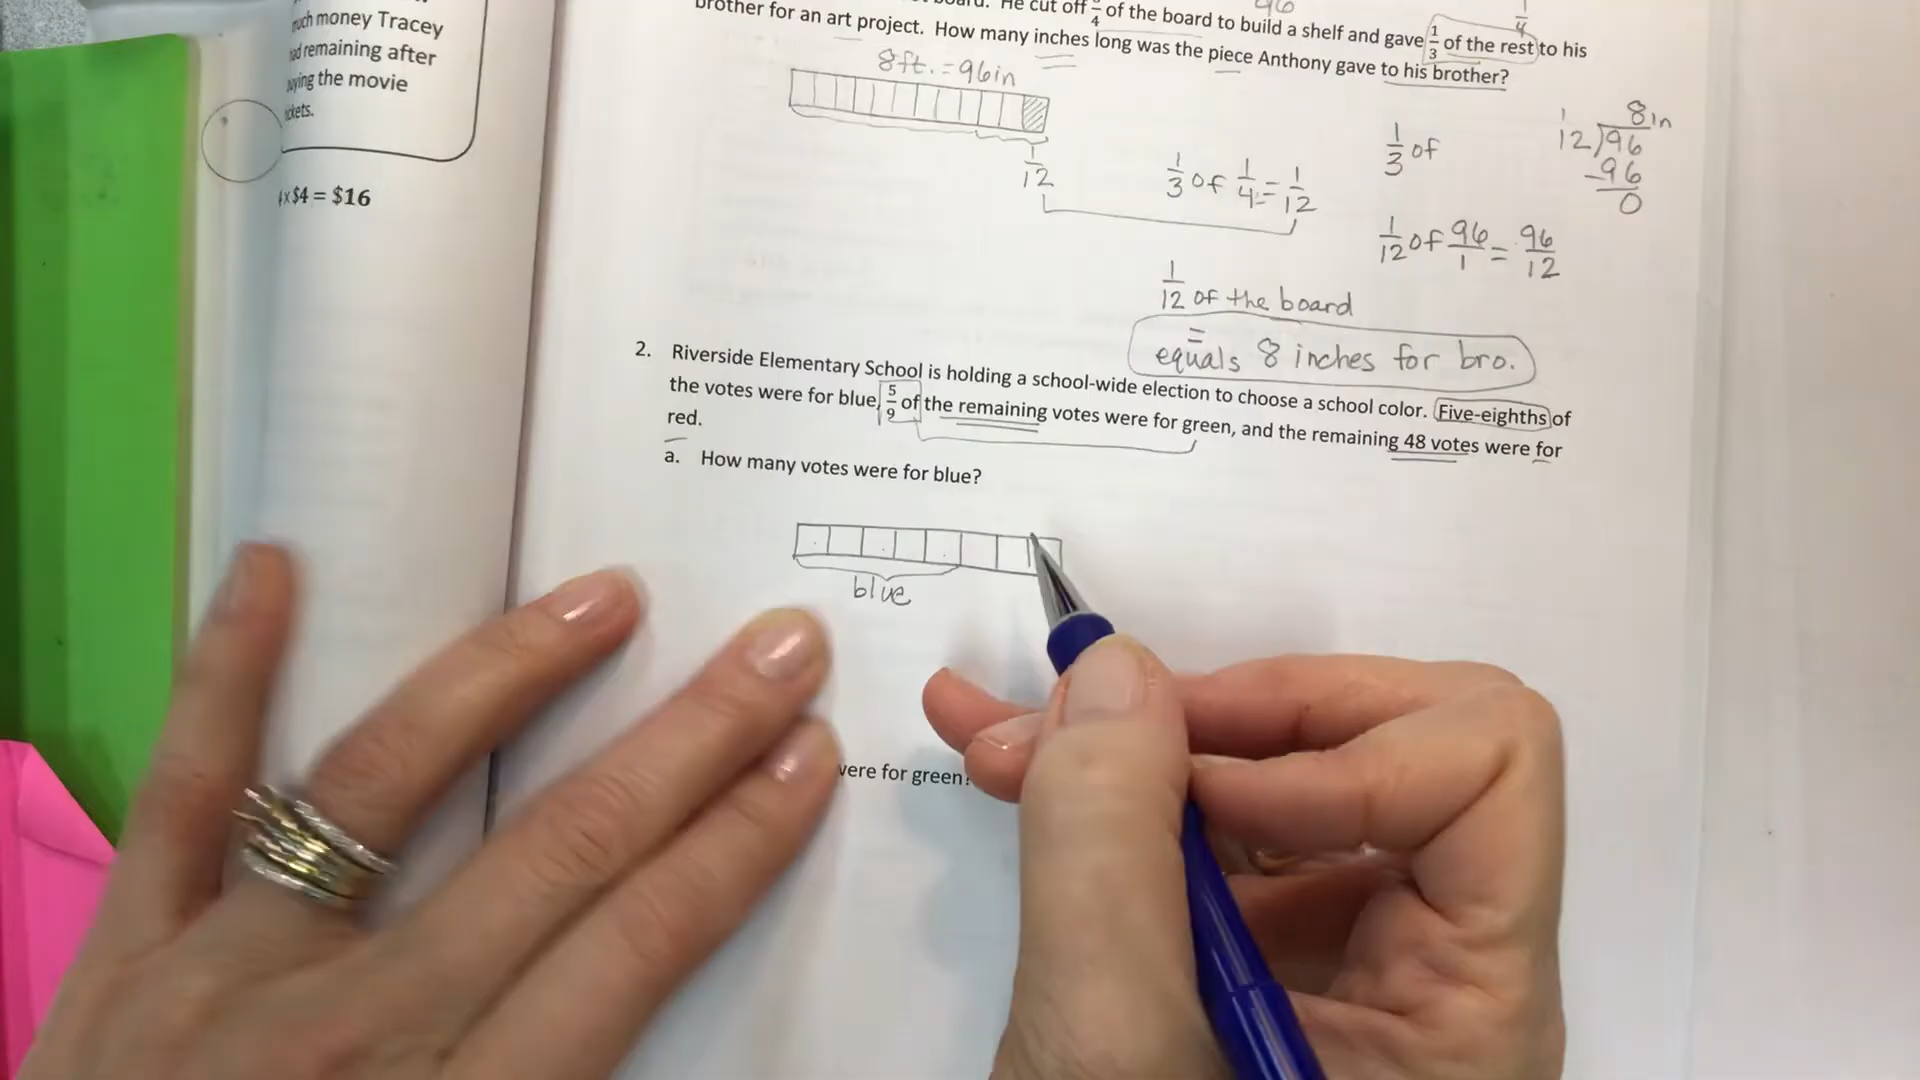 much money Tracey
had remaining after
buying the movie
tickets.
x $4 = $16
He cut off of the board to build a shelf and gave 1/3 of the rest to his
brother for an art project. How many inches long was the piece Anthony gave to his brother?
96
1/4
8ft. = 96in
1/12
1/3 of 1/4 = 1/12
1/3 of
8in
12)96
-96
0
1/12 of 96/1 = 96/12
1/12 of the board
=
equals 8 inches for bro.
2. Riverside Elementary School is holding a school-wide election to choose a school color. Five-eighths of
the votes were for blue, 5/9 of the remaining votes were for green, and the remaining 48 votes were for
red.
a. How many votes were for blue?
blue
were for green?